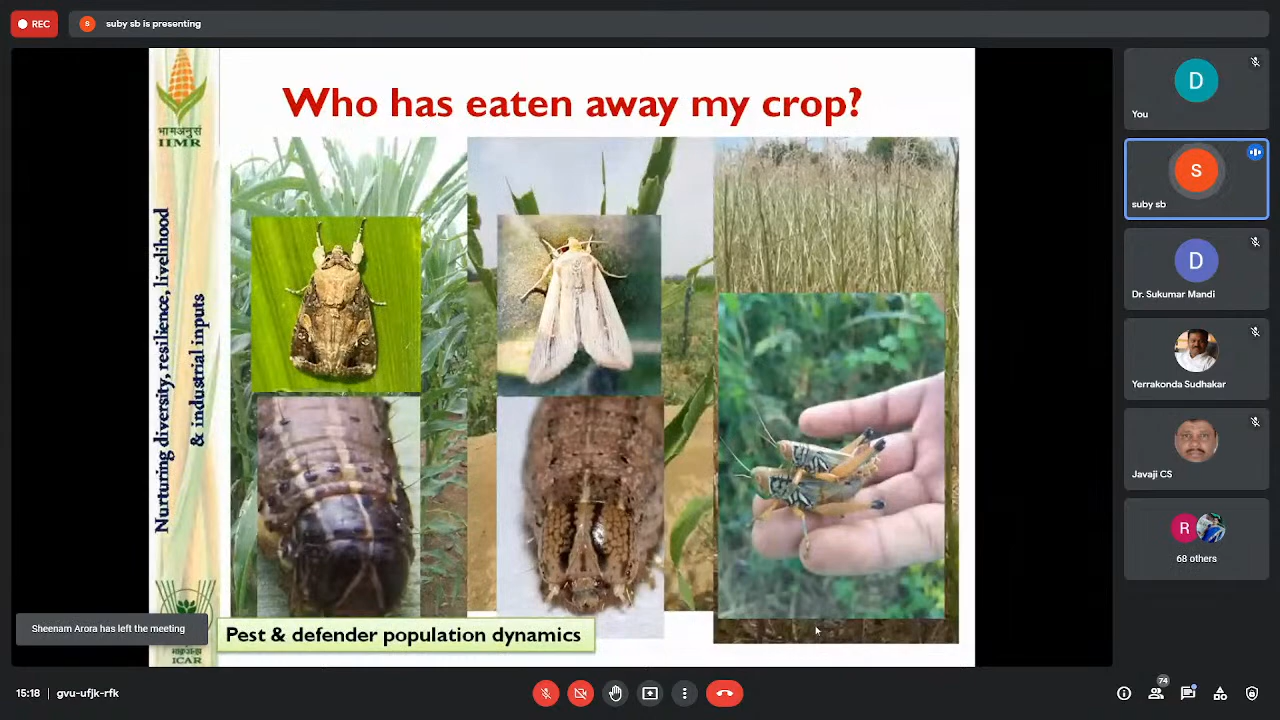 REC
S
suby sb is presenting
भाकृअनुप
IIMR
Who has eaten away my crop?
Nurturing diversity, resilience, livelihood
& industrial inputs
Pest & defender population dynamics
ICAR
Sheenam Arora has left the meeting
D
You
S
suby sb
D
Dr. Sukumar Mandi
Yerrakonda Sudhakar
Javaji CS
R
68 others
15:18 | gvu-ufjk-rfk
74